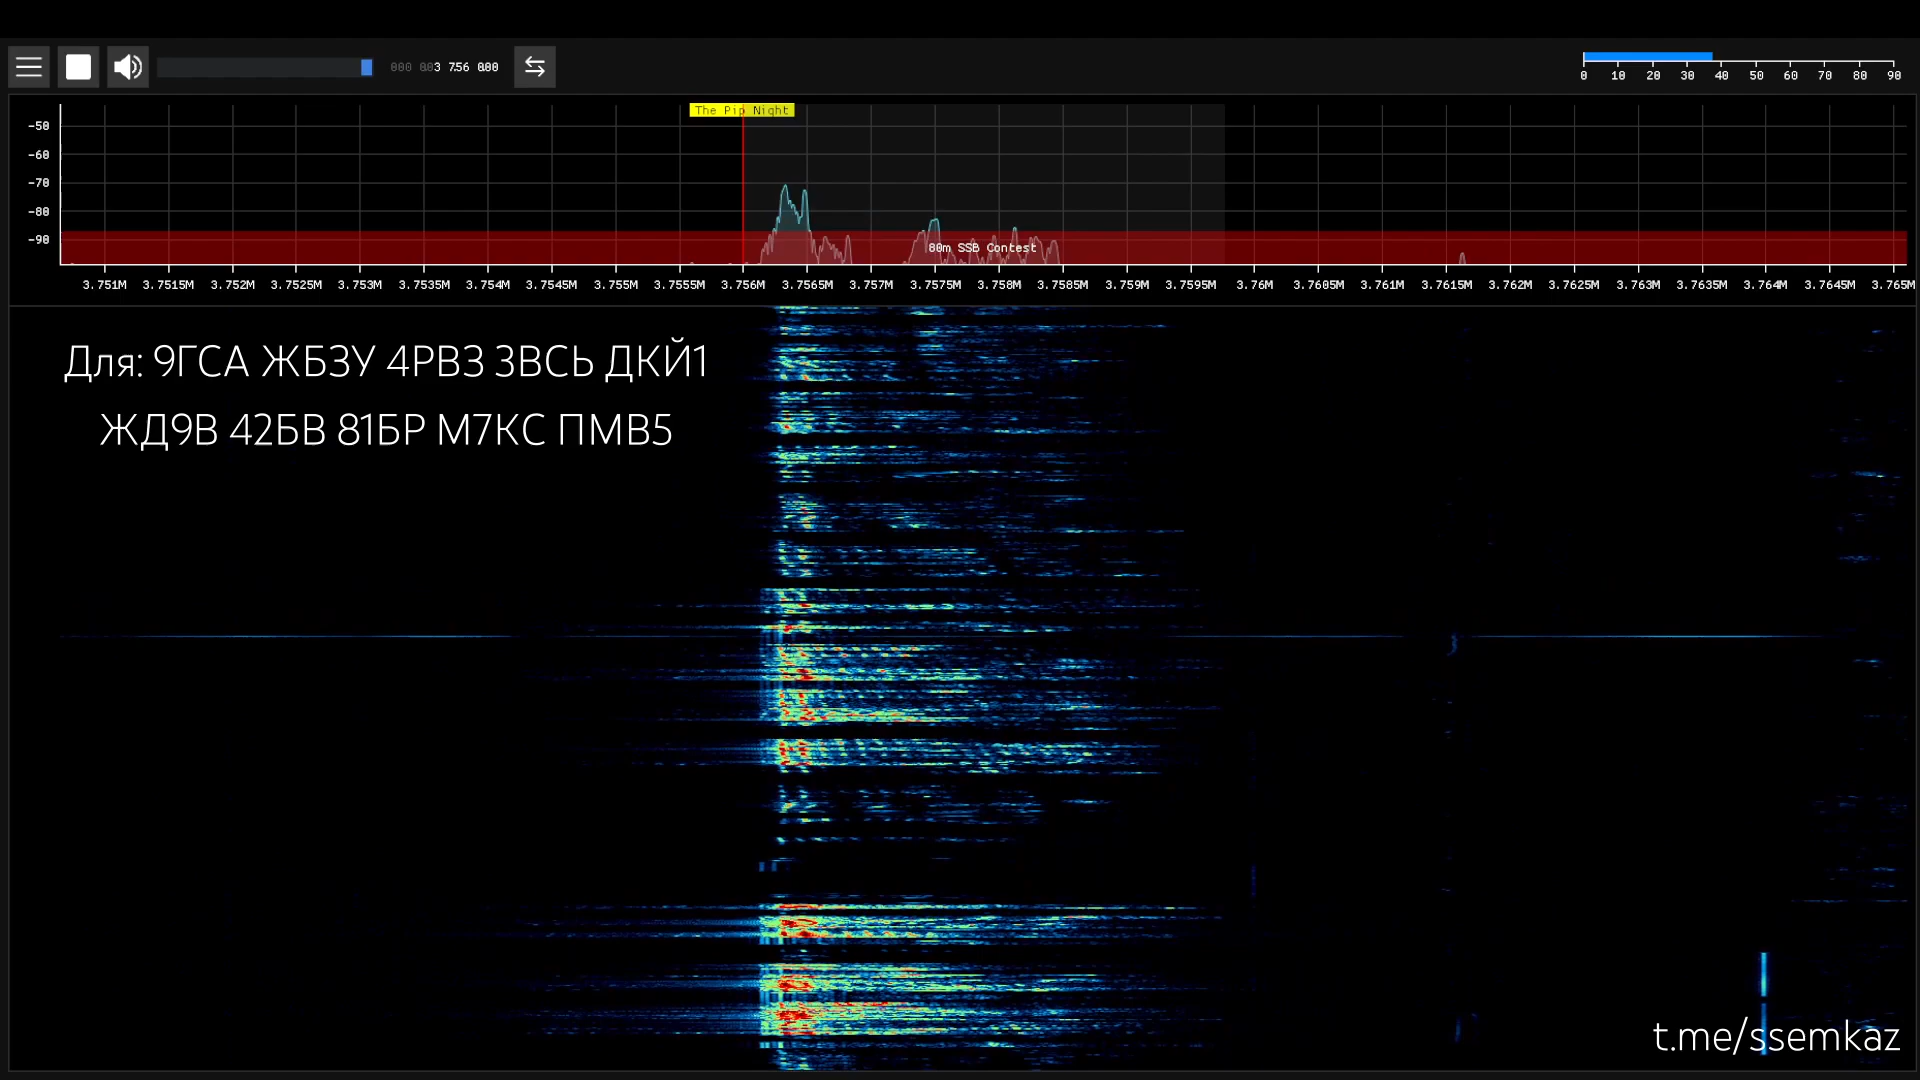 000 003 756 000
0 10 20 30 40 50 60 70 80 90
The Pip Night
-50
-60
-70
-80
-90
80m SSB Contest
3.751M 3.7515M 3.752M 3.7525M 3.753M 3.7535M 3.754M 3.7545M 3.755M 3.7555M 3.756M 3.7565M 3.757M 3.7575M 3.758M 3.7585M 3.759M 3.7595M 3.76M 3.7605M 3.761M 3.7615M 3.762M 3.7625M 3.763M 3.7635M 3.764M 3.7645M 3.765M
Для: 9ГСА ЖБЗУ 4РВЗ ЗВСЬ ДКЙ1
ЖД9В 42БВ 81БР М7КС ПМВ5
t.me/ssemkaz